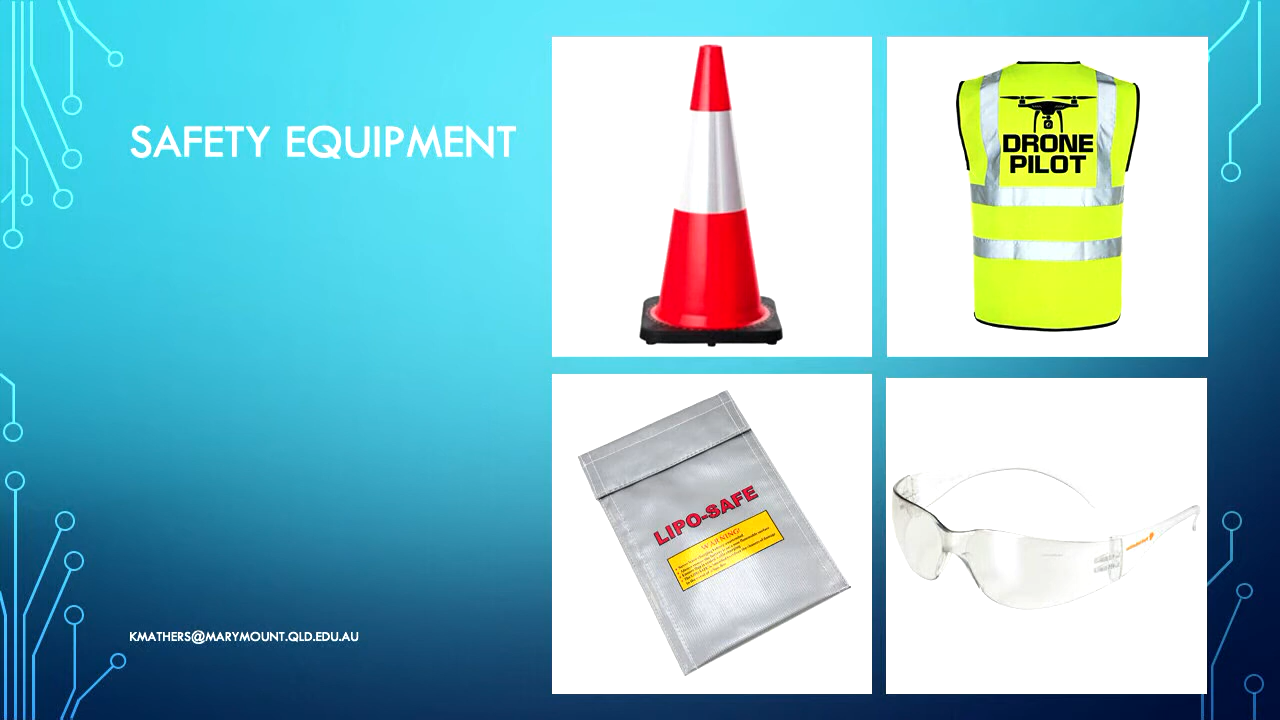 SAFETY EQUIPMENT
DRONE
PILOT
LIPO-SAFE
WARNING!
KMATHERS@MARYMOUNT.QLD.EDU.AU